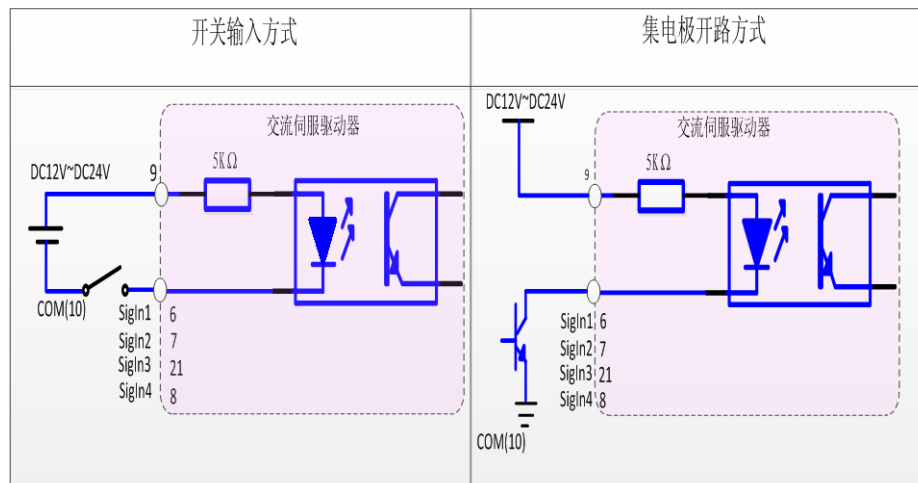 开关输入方式
集电极开路方式
交流伺服驱动器
5KΩ
DC12V~DC24V
9
COM(10)
SigIn1 6
SigIn2 7
SigIn3 21
SigIn4 8
DC12V~DC24V
交流伺服驱动器
5KΩ
9
SigIn1 6
SigIn2 7
SigIn3 21
SigIn4 8
COM(10)